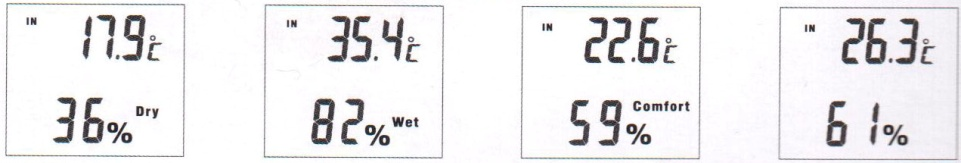 IN 17.9°C
36% Dry
IN 35.4°C
82% Wet
IN 22.6°C
59% Comfort
IN 26.3°C
61%